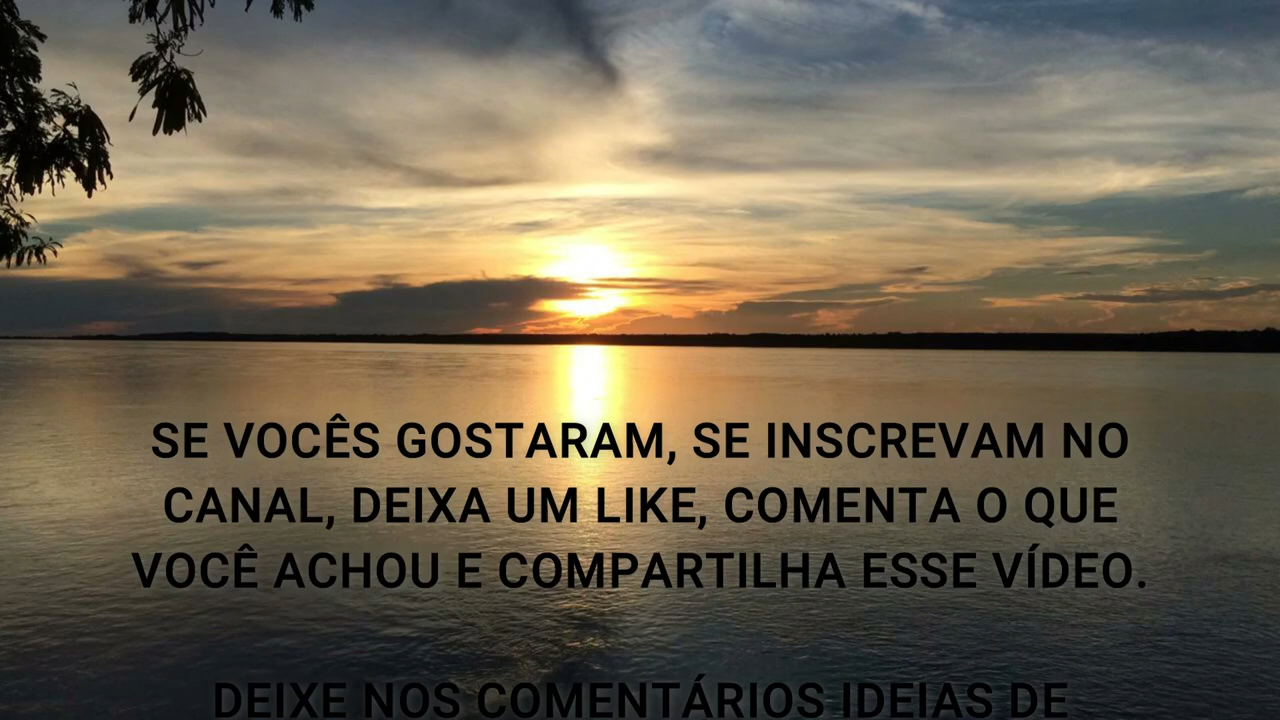 SE VOCÊS GOSTARAM, SE INSCREVAM NO
CANAL, DEIXA UM LIKE, COMENTA O QUE
VOCÊ ACHOU E COMPARTILHA ESSE VÍDEO.
DEIXE NOS COMENTÁRIOS IDEIAS DE